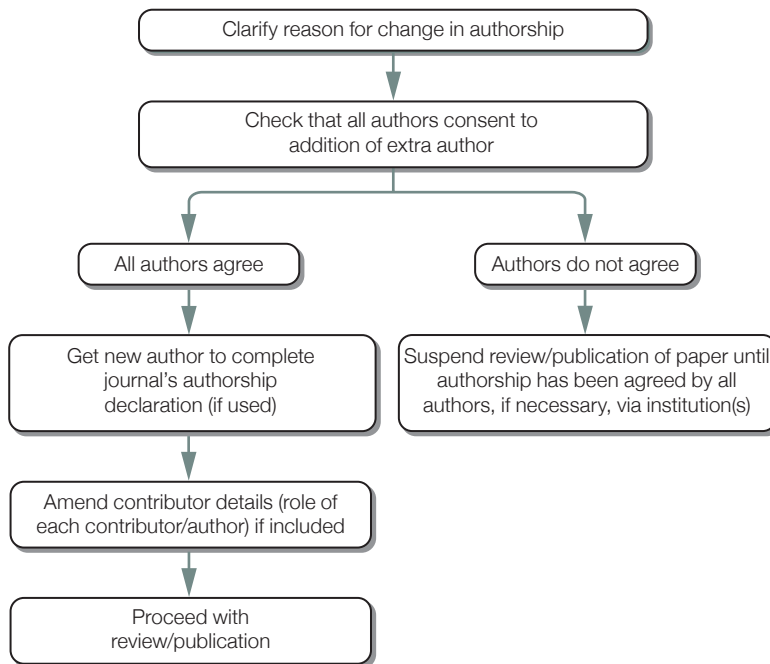 Clarify reason for change in authorship
Check that all authors consent to
addition of extra author
All authors agree
Authors do not agree
Get new author to complete
journal’s authorship
declaration (if used)
Suspend review/publication of paper until
authorship has been agreed by all
authors, if necessary, via institution(s)
Amend contributor details (role of
each contributor/author) if included
Proceed with
review/publication